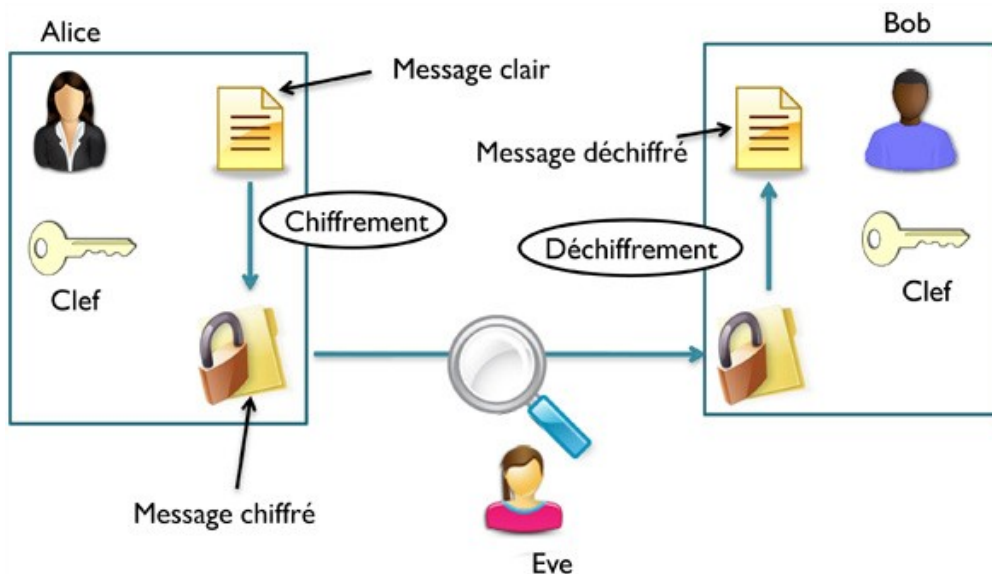 Alice
Bob
Message clair
Message déchiffré
Chiffrement
Déchiffrement
Clef
Clef
Message chiffré
Eve